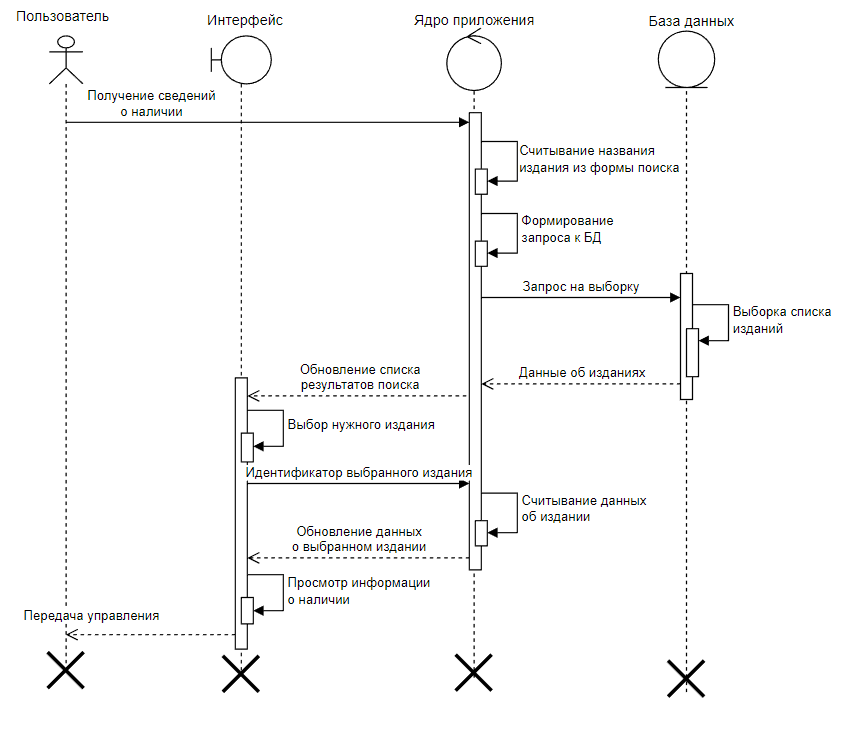 Пользователь
Интерфейс
Ядро приложения
База данных
Получение сведений
о наличии
Считывание названия
издания из формы поиска
Формирование
запроса к БД
Запрос на выборку
Выборка списка
изданий
Данные об изданиях
Обновление списка
результатов поиска
Выбор нужного издания
Идентификатор выбранного издания
Считывание данных
об издании
Обновление данных
о выбранном издании
Просмотр информации
о наличии
Передача управления